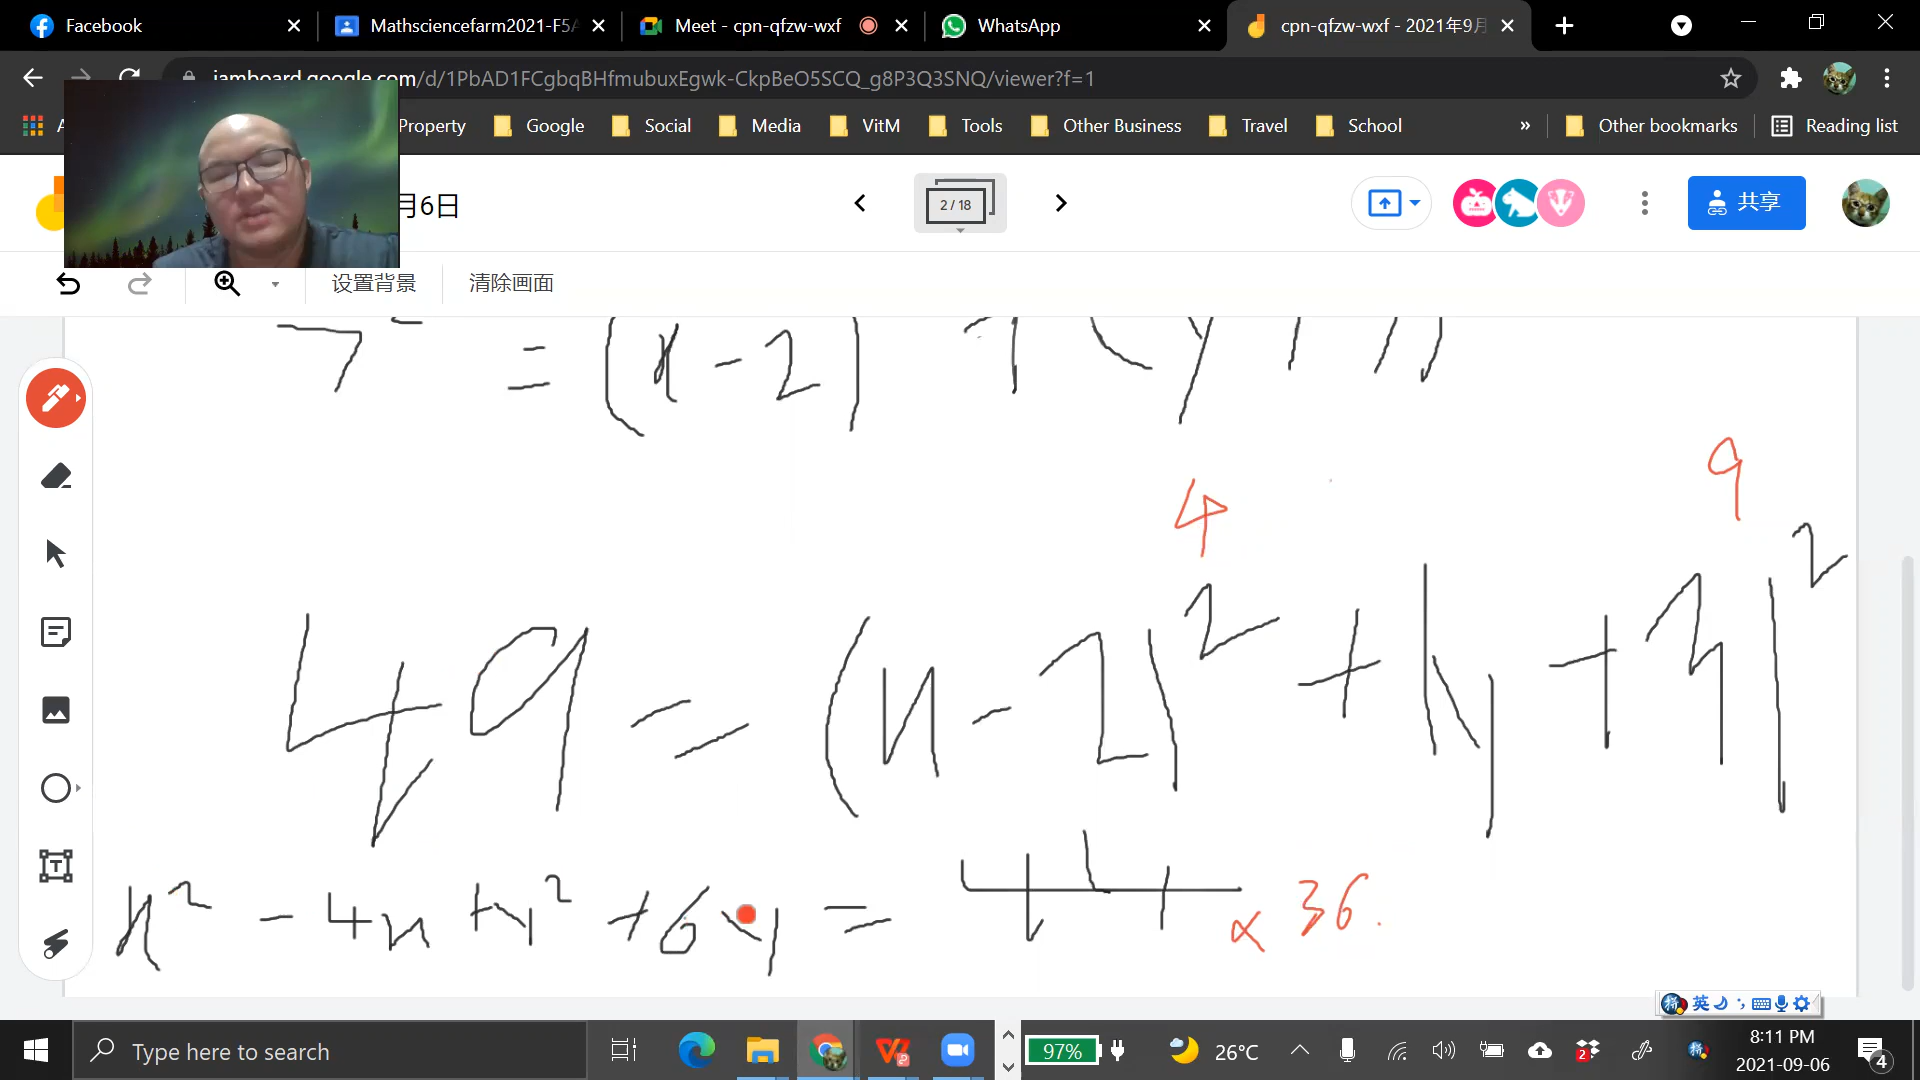 Facebook
Mathsciencefarm2021-F5A
Meet - cpn-qfzw-wxf
WhatsApp
cpn-qfzw-wxf - 2021年9月
jamboard.google.com/d/1PbAD1FCgbqBHfmubuxEgwk-CkpBeO5SCQ_g8P3Q3SNQ/viewer?f=1
Property
Google
Social
Media
VitM
Tools
Other Business
Travel
School
»
Other bookmarks
Reading list
月6日
2 / 18
共享
设置背景
清除画面
7² = (x-2) + (y+
4
9
49 = (x-2)² + (y+3)²
x² - 4x + y² + 6y =
36.
英
Type here to search
97%
26°C
2
8:11 PM
2021-09-06
4